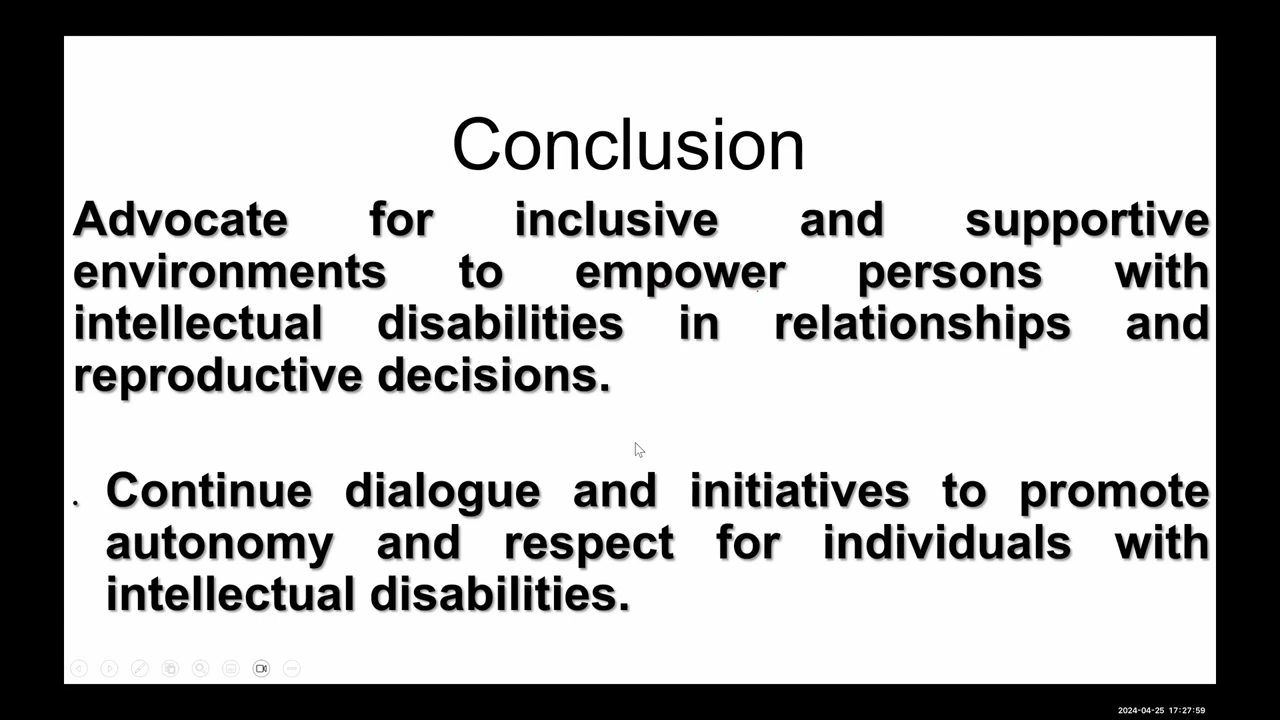 Conclusion
Advocate for inclusive and supportive
environments to empower persons with
intellectual disabilities in relationships and
reproductive decisions.
. Continue dialogue and initiatives to promote
autonomy and respect for individuals with
intellectual disabilities.
2024-04-25 17:27:59